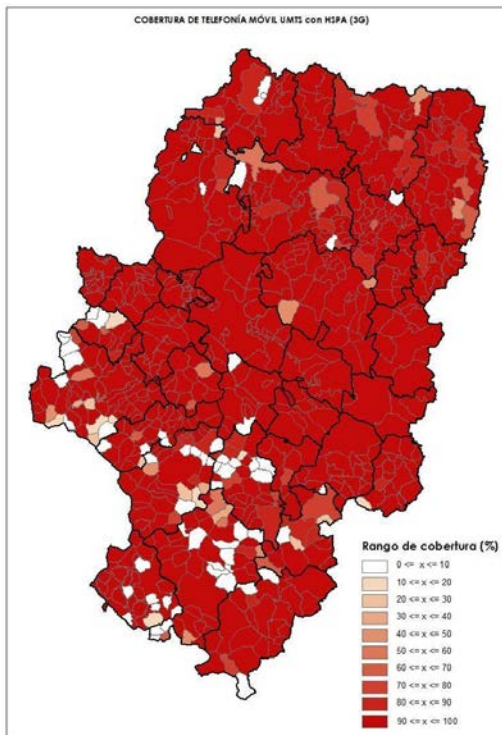 COBERTURA DE TELEFONÍA MÓVIL UMTS con HSPA (3G)
Rango de cobertura (%)
0 <= x <= 10
10 <= x <= 20
20 <= x <= 30
30 <= x <= 40
40 <= x <= 50
50 <= x <= 60
60 <= x <= 70
70 <= x <= 80
80 <= x <= 90
90 <= x <= 100